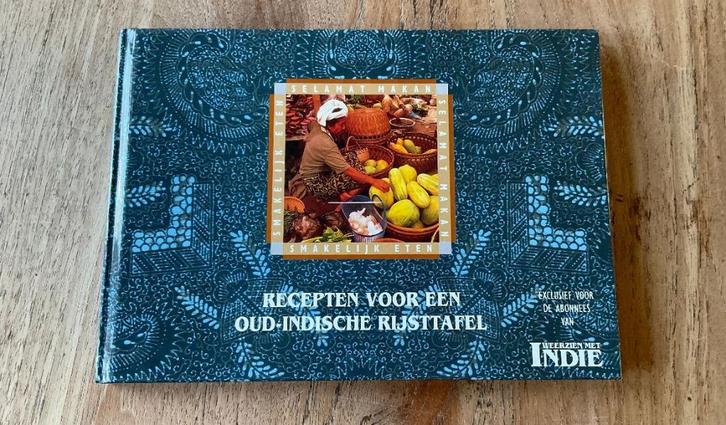 SELAMAT MAKAN
SMAKELIJK ETEN
SELAMAT MAKAN
SMAKELIJK ETEN
RECEPTEN VOOR EEN
OUD-INDISCHE RIJSTTAFEL
EXCLUSIEF VOOR
DE ABONNEES
VAN
WEERZIEN MET
INDIE